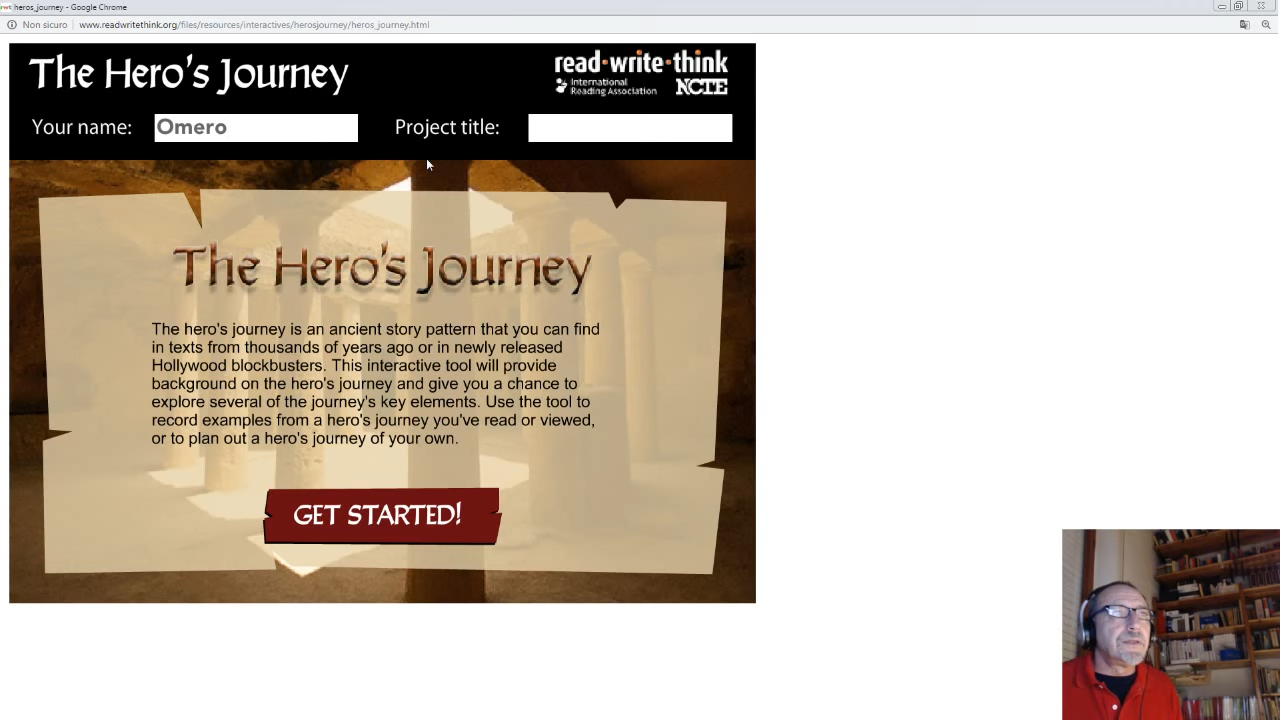 heros_journey - Google Chrome
Non sicuro www.readwritethink.org/files/resources/interactives/herosjourney/heros_journey.html
The Hero's Journey
read·write·think
International
Reading Association
NCTE
Your name: Omero Project title:
The Hero's Journey
The hero's journey is an ancient story pattern that you can find
in texts from thousands of years ago or in newly released
Hollywood blockbusters. This interactive tool will provide
background on the hero's journey and give you a chance to
explore several of the journey's key elements. Use the tool to
record examples from a hero's journey you've read or viewed,
or to plan out a hero's journey of your own.
GET STARTED!